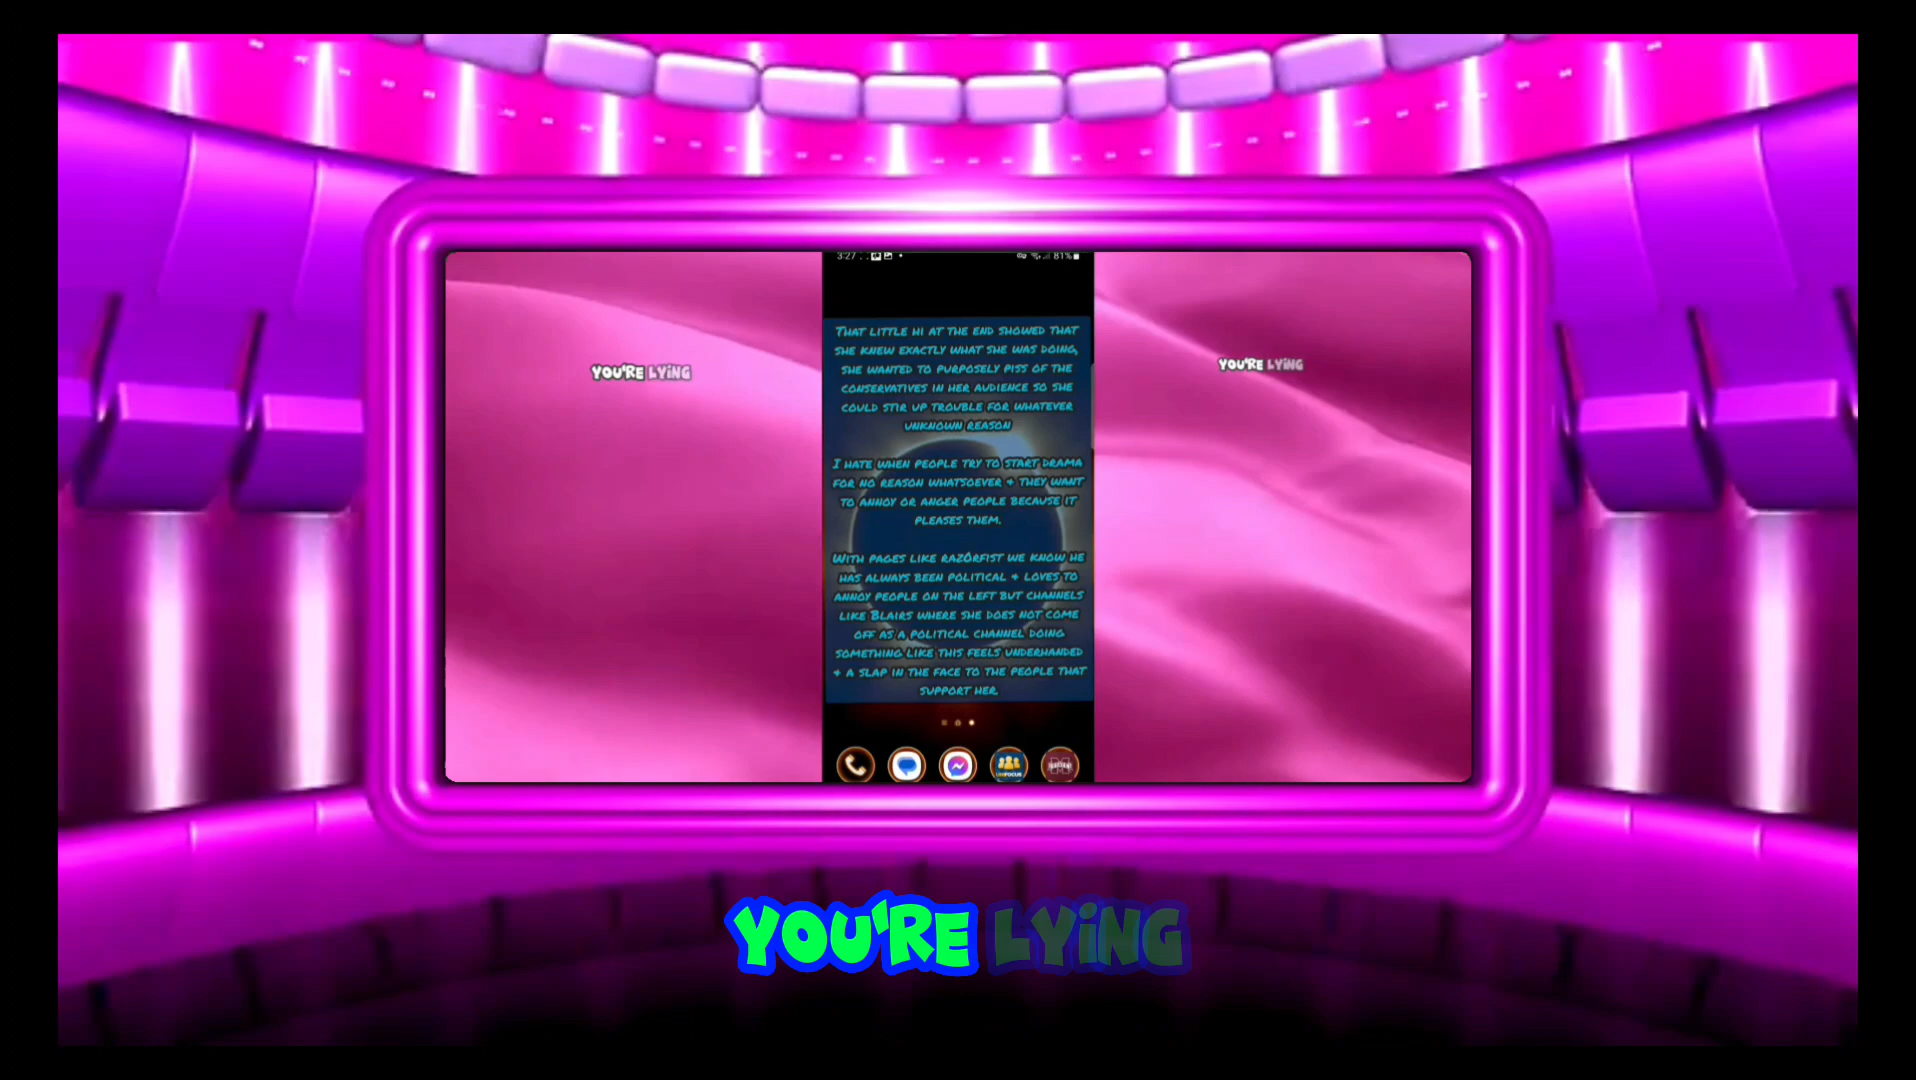 3:27
81%
THAT LITTLE HI AT THE END SHOWED THAT
SHE KNEW EXACTLY WHAT SHE WAS DOING,
SHE WANTED TO PURPOSELY PISS OF THE
CONSERVATIVES IN HER AUDIENCE SO SHE
COULD STIR UP TROUBLE FOR WHATEVER
UNKNOWN REASON
I HATE WHEN PEOPLE TRY TO START DRAMA
FOR NO REASON WHATSOEVER & THEY WANT
TO ANNOY OR ANGER PEOPLE BECAUSE IT
PLEASES THEM.
WITH PAGES LIKE RAZ0RFIST WE KNOW HE
HAS ALWAYS BEEN POLITICAL & LOVES TO
ANNOY PEOPLE ON THE LEFT BUT CHANNELS
LIKE BLAIRS WHERE SHE DOES NOT COME
OFF AS A POLITICAL CHANNEL DOING
SOMETHING LIKE THIS FEELS UNDERHANDED
& A SLAP IN THE FACE TO THE PEOPLE THAT
SUPPORT HER.
YOU'RE LYiNG
YOU'RE LYiNG
UNIFOCUS
YOU'RE LYiNG